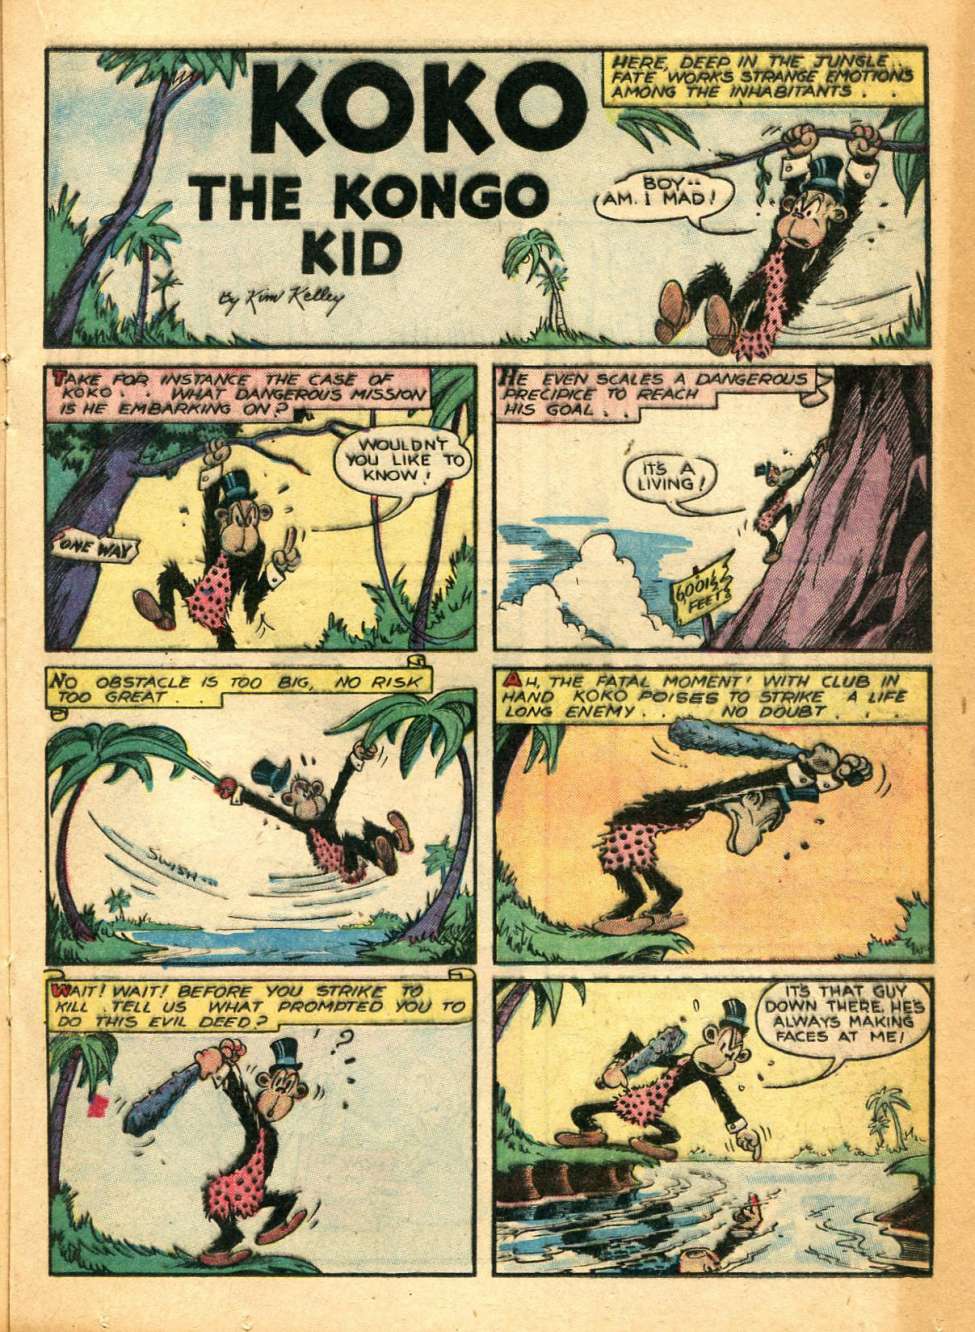 KOKO
THE KONGO
KID
By Kim Kelley
HERE, DEEP IN THE JUNGLE . .
FATE WORKS STRANGE EMOTIONS
AMONG THE INHABITANTS . . .
BOY--
AM I MAD!
TAKE FOR INSTANCE THE CASE OF
KOKO . . WHAT DANGEROUS MISSION
IS HE EMBARKING ON?
WOULDN'T
YOU LIKE TO
KNOW!
ONE WAY
HE EVEN SCALES A DANGEROUS
PRECIPICE TO REACH
HIS GOAL . . .
IT'S A
LIVING!
FEETS
NO OBSTACLE IS TOO BIG, NO RISK
TOO GREAT . . .
SWISH---
AH, THE FATAL MOMENT! WITH CLUB IN
HAND KOKO POISES TO STRIKE A LIFE
LONG ENEMY . . . NO DOUBT . . .
WAIT! WAIT! BEFORE YOU STRIKE TO
KILL . TELL US WHAT PROMPTED YOU TO
DO THIS EVIL DEED?
!?
IT'S THAT GUY
DOWN THERE, HE'S
ALWAYS MAKING
FACES AT ME!